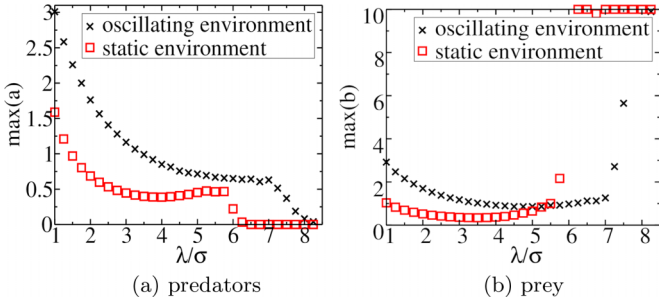 3
2.5
2
1.5
1
0.5
0
max(a)
× oscillating environment
static environment
1 2 3 4 5 6 7 8
λ/σ
(a) predators
10
8
6
4
2
0
max(b)
× oscillating environment
static environment
1 2 3 4 5 6 7 8
λ/σ
(b) prey